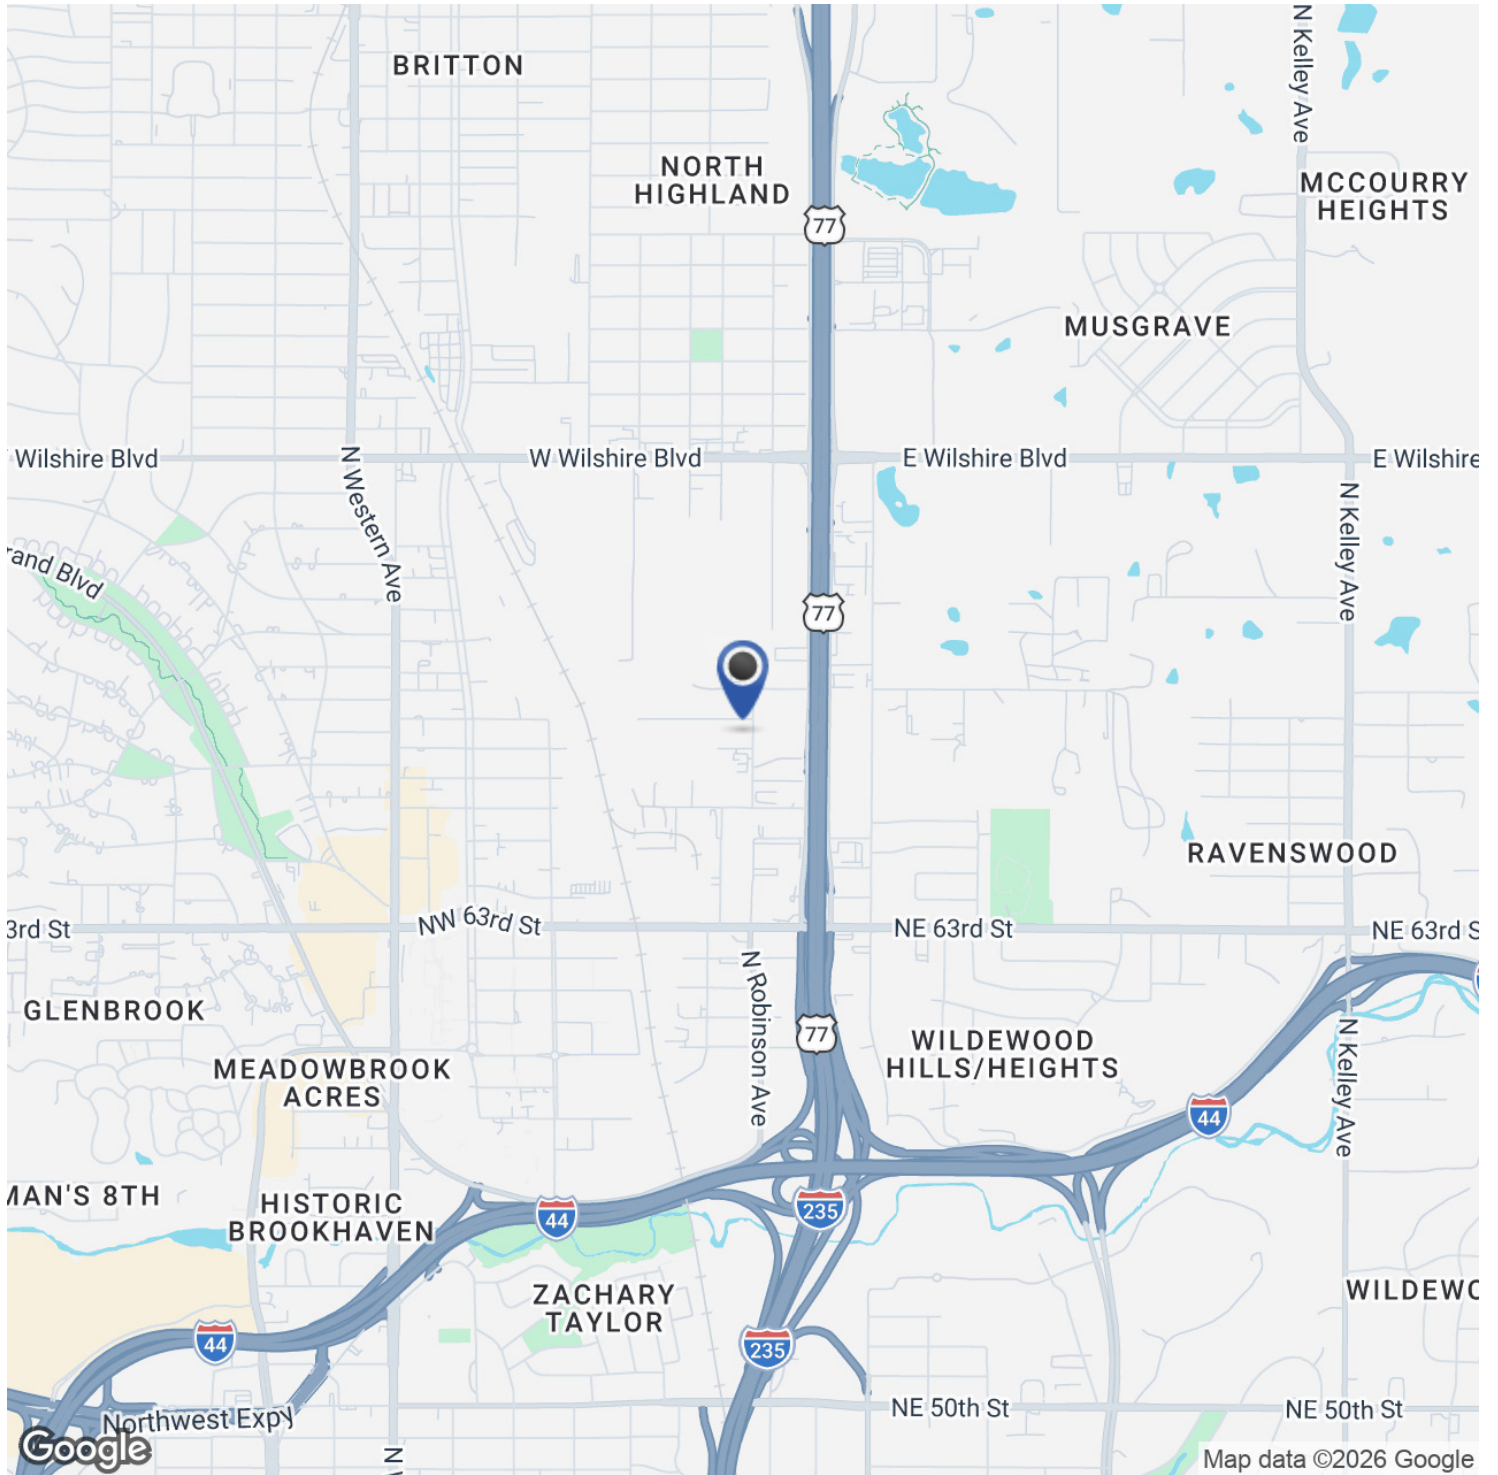 BRITTON
N Kelley Ave
NORTH
HIGHLAND
MCCOURRY
HEIGHTS
77
MUSGRAVE
Wilshire Blvd
W Wilshire Blvd
E Wilshire Blvd
E Wilshire
N Western Ave
N Kelley Ave
rand Blvd
77
RAVENSWOOD
3rd St
NW 63rd St
NE 63rd St
NE 63rd S
N Robinson Ave
GLENBROOK
77
WILDEWOOD
HILLS/HEIGHTS
N Kelley Ave
MEADOWBROOK
ACRES
44
MAN'S 8TH
HISTORIC
BROOKHAVEN
44
235
ZACHARY
TAYLOR
WILDEWO
44
235
NE 50th St
NE 50th St
Northwest Expy
N
Google
Map data ©2026 Google